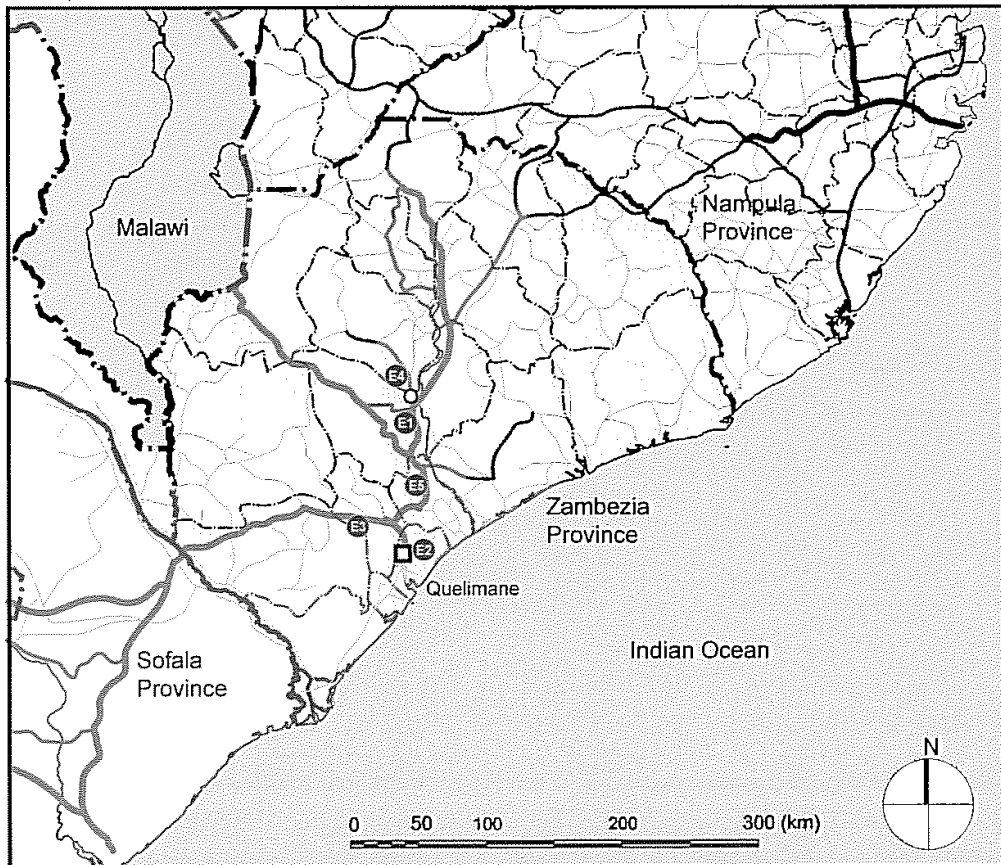 Malawi
Nampula
Province
E4
E1
E5
Zambezia
Province
E3
E2
Quelimane
Indian Ocean
Sofala
Province
N
0 50 100 200 300 (km)